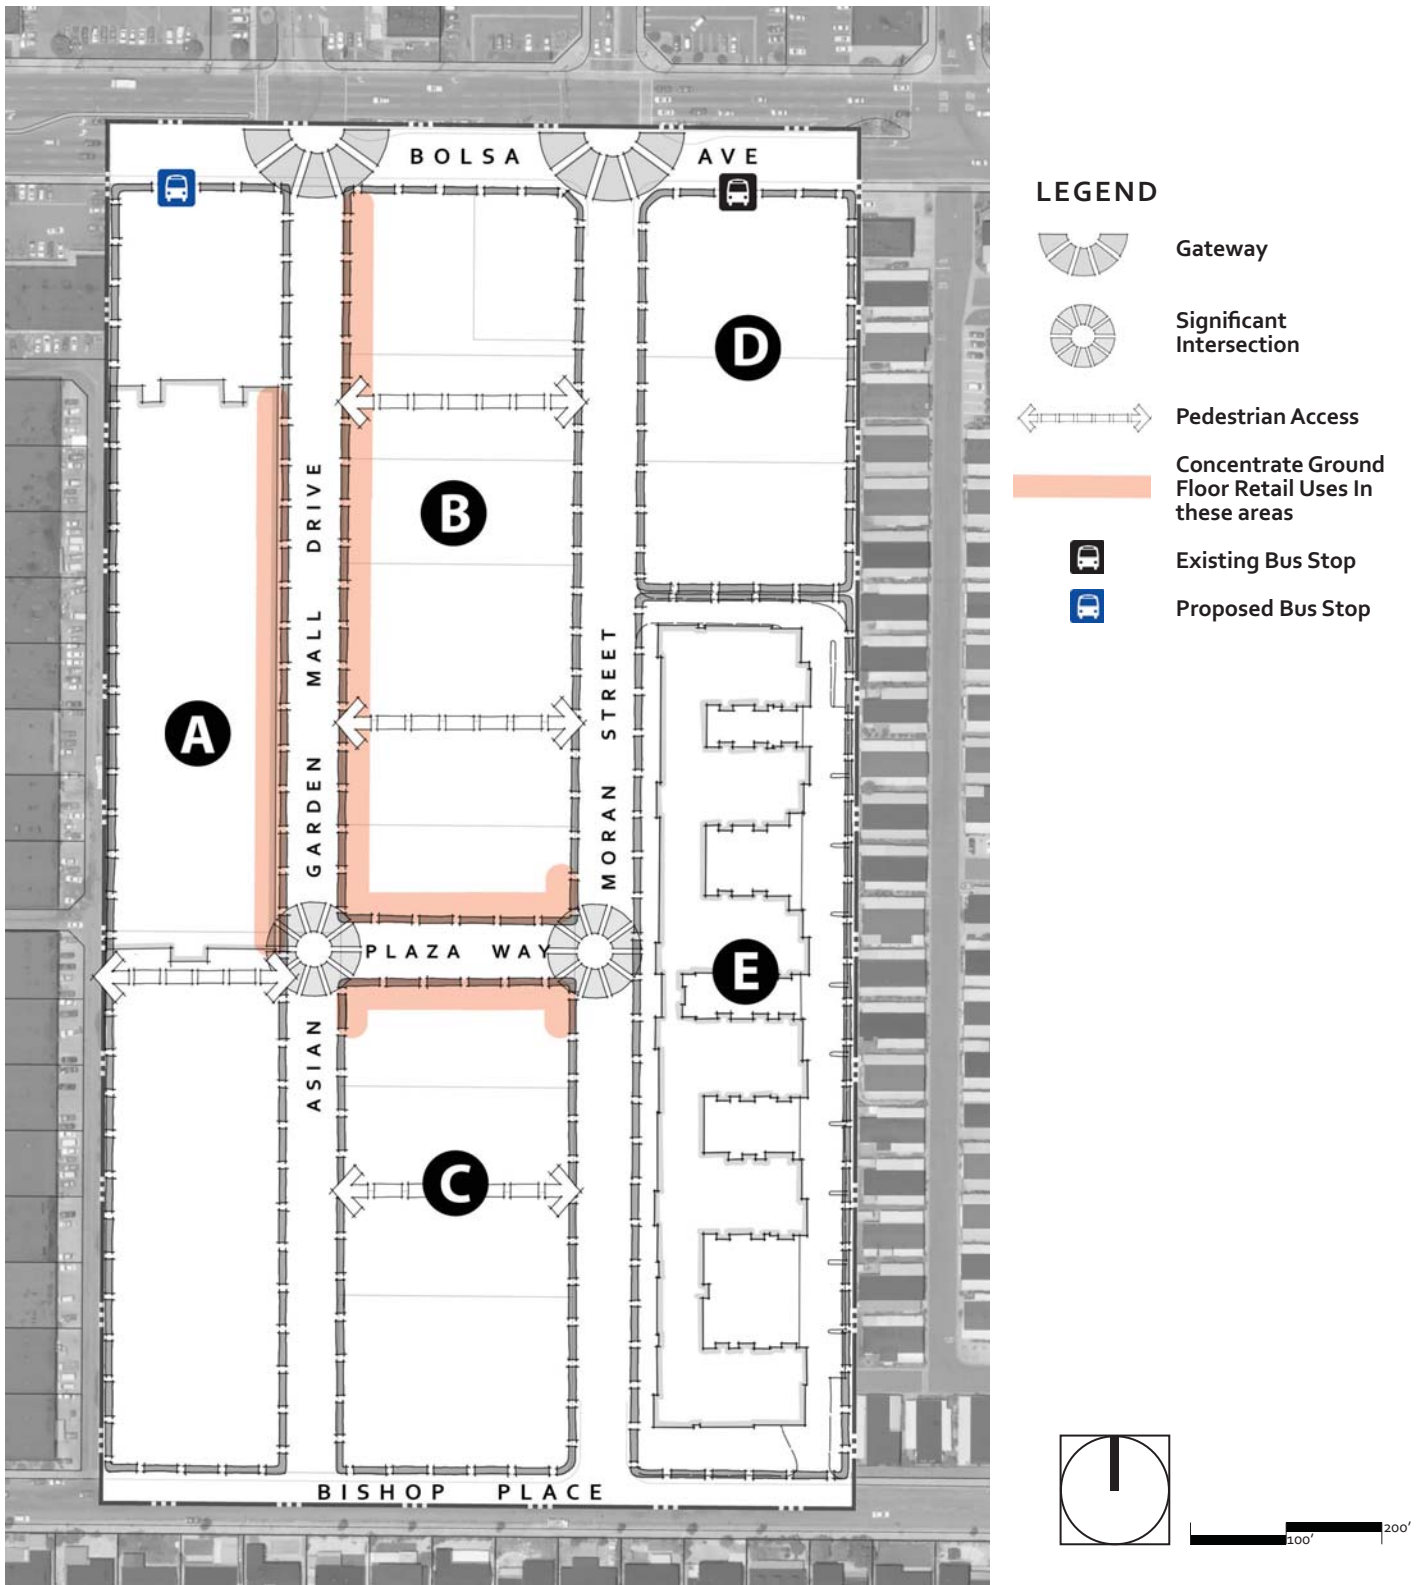 BOLSA AVE
D
B
A
ASIAN GARDEN MALL DRIVE
MORAN STREET
PLAZA WAY
E
C
BISHOP PLACE
LEGEND
Gateway
Significant
Intersection
Pedestrian Access
Concentrate Ground
Floor Retail Uses In
these areas
Existing Bus Stop
Proposed Bus Stop
100'
200'